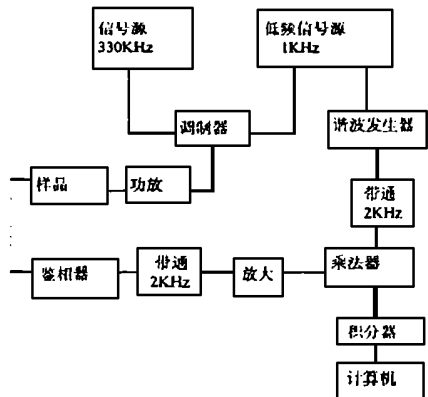 信号源
330KHz
低频信号源
1KHz
调制器
谐波发生器
样品
功放
带通
2KHz
鉴相器
带通
2KHz
放大
乘法器
积分器
计算机